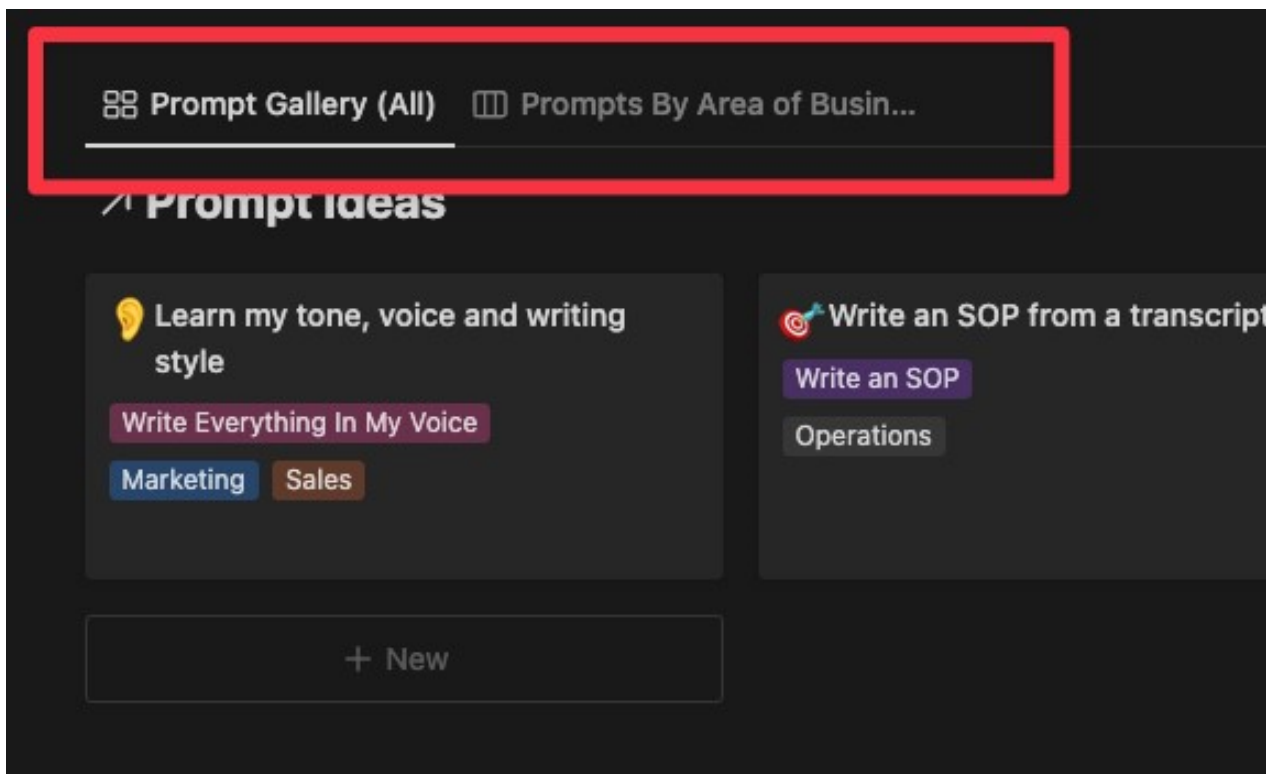 Prompt Gallery (All) Prompts By Area of Busin...
Prompt Ideas
Learn my tone, voice and writing
style
Write Everything In My Voice
Marketing Sales
Write an SOP from a transcript
Write an SOP
Operations
+ New